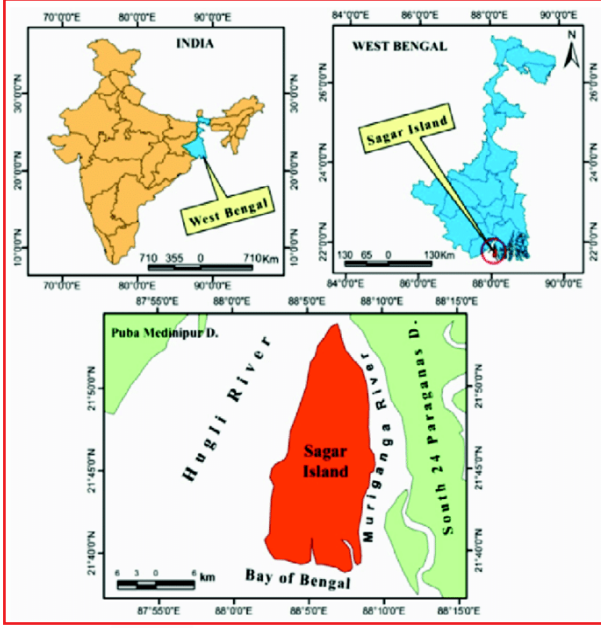 INDIA
70°0'0"E 80°0'0"E 90°0'0"E
30°0'0"N
20°0'0"N
10°0'0"N
30°0'0"N
20°0'0"N
10°0'0"N
West Bengal
710 355 0 710 Km
70°0'0"E 80°0'0"E 90°0'0"E
84°0'0"E 86°0'0"E 88°0'0"E 90°0'0"E
WEST BENGAL
N
26°0'0"N
24°0'0"N
22°0'0"N
26°0'0"N
24°0'0"N
22°0'0"N
Sagar Island
130 65 0 130Km
84°0'0"E 86°0'0"E 88°0'0"E 90°0'0"E
87°55'0"E 88°0'0"E 88°5'0"E 88°10'0"E 88°15'0"E
Puba Medinipur D.
21°50'0"N
21°45'0"N
21°40'0"N
21°50'0"N
21°45'0"N
21°40'0"N
Hugli River
Sagar
Island
Muriganga River
South 24 Paraganas D.
Bay of Bengal
6 3 0 6
km
87°55'0"E 88°0'0"E 88°5'0"E 88°10'0"E 88°15'0"E